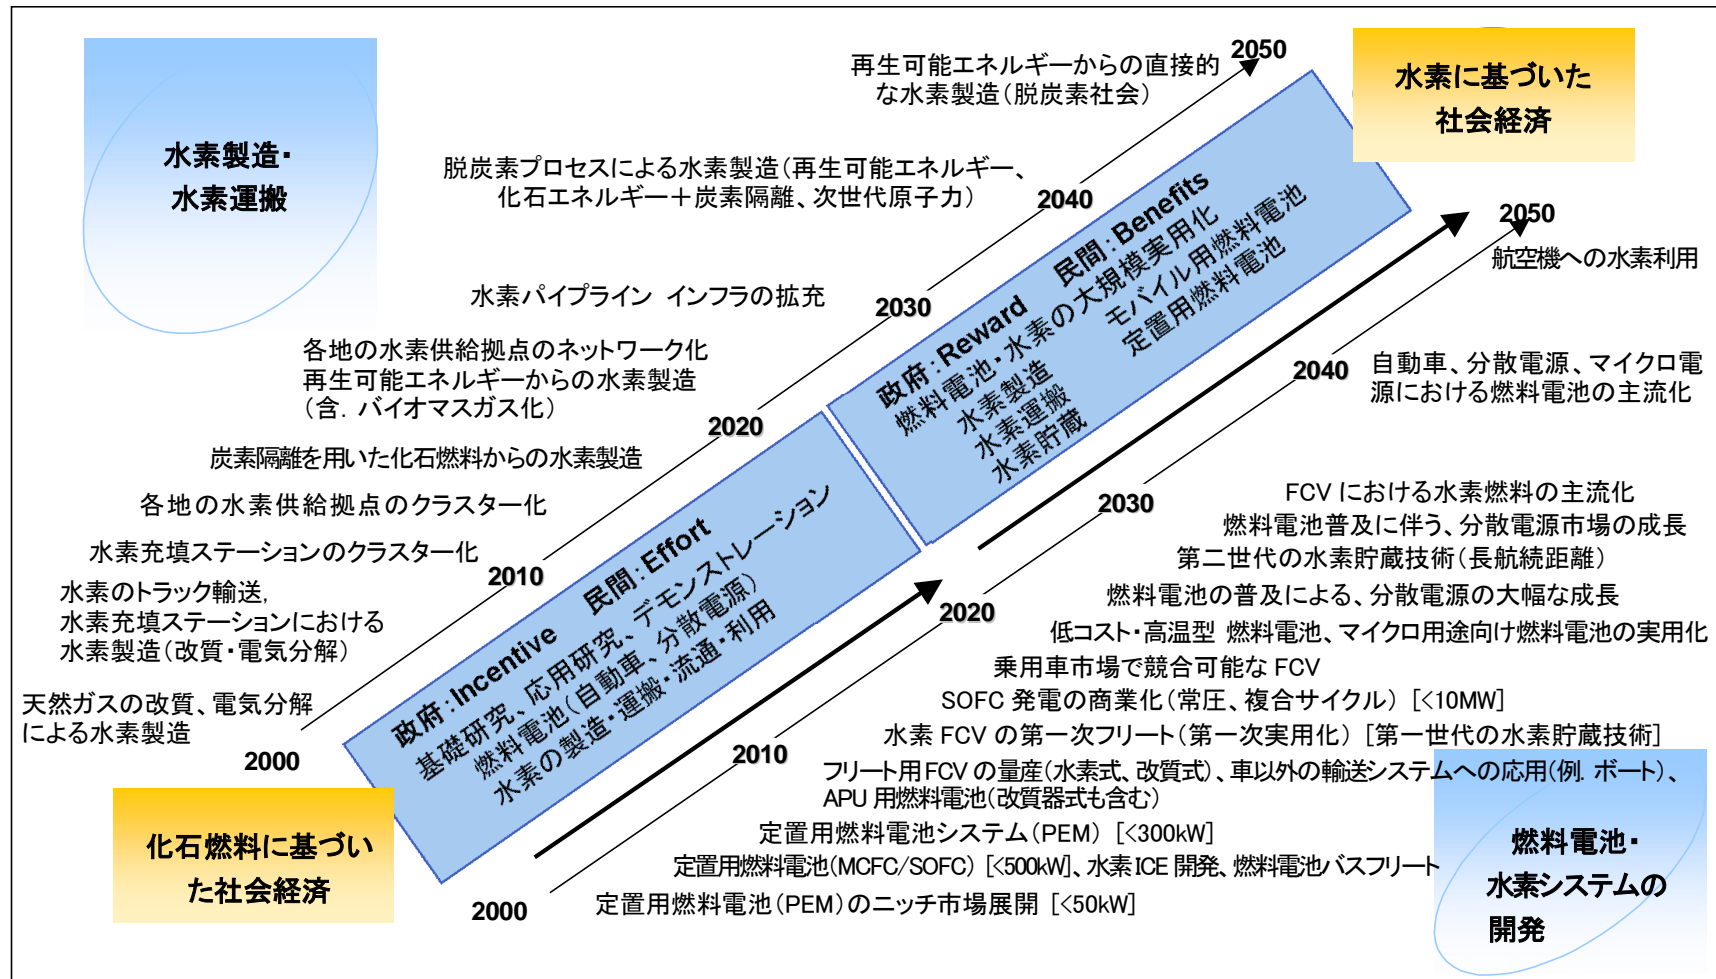 水素製造・
水素運搬
再生可能エネルギーからの直接的
な水素製造(脱炭素社会)
2050
水素に基づいた
社会経済
脱炭素プロセスによる水素製造(再生可能エネルギー、
化石エネルギー＋炭素隔離、次世代原子力)
2040
水素パイプライン インフラの拡充
2030
各地の水素供給拠点のネットワーク化
再生可能エネルギーからの水素製造
(含. バイオマスガス化)
2020
炭素隔離を用いた化石燃料からの水素製造
各地の水素供給拠点のクラスター化
水素充填ステーションのクラスター化
2010
水素のトラック輸送,
水素充填ステーションにおける
水素製造(改質・電気分解)
天然ガスの改質、電気分解
による水素製造
2000
政府:Reward 民間:Benefits
燃料電池・水素の大規模実用化
水素製造 モバイル用燃料電池
水素運搬 定置用燃料電池
水素貯蔵
政府:Incentive 民間:Effort
基礎研究、応用研究、デモンストレーション
燃料電池(自動車、分散電源)
水素の製造・運搬・流通・利用
化石燃料に基づい
た社会経済
2050
航空機への水素利用
2040
自動車、分散電源、マイクロ電
源における燃料電池の主流化
2030
FCVにおける水素燃料の主流化
燃料電池普及に伴う、分散電源市場の成長
第二世代の水素貯蔵技術(長航続距離)
燃料電池の普及による、分散電源の大幅な成長
2020
低コスト・高温型 燃料電池、マイクロ用途向け燃料電池の実用化
乗用車市場で競合可能なFCV
SOFC発電の商業化(常圧、複合サイクル) [<10MW]
水素FCVの第一次フリート(第一次実用化) [第一世代の水素貯蔵技術]
2010
フリート用FCVの量産(水素式、改質式)、車以外の輸送システムへの応用(例. ボート)、
APU用燃料電池(改質器式も含む)
定置用燃料電池システム(PEM) [<300kW]
定置用燃料電池(MCFC/SOFC) [<500kW]、水素ICE開発、燃料電池バスフリート
2000
定置用燃料電池(PEM)のニッチ市場展開 [<50kW]
燃料電池・
水素システムの
開発